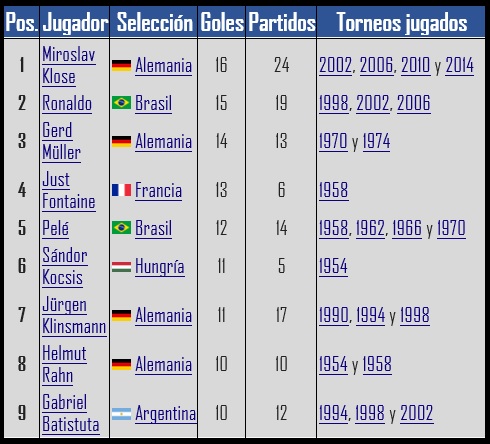 Pos. Jugador Selección Goles Partidos Torneos jugados
1 Miroslav Klose Alemania 16 24 2002, 2006, 2010 y 2014
2 Ronaldo Brasil 15 19 1998, 2002, 2006
3 Gerd Müller Alemania 14 13 1970 y 1974
4 Just Fontaine Francia 13 6 1958
5 Pelé Brasil 12 14 1958, 1962, 1966 y 1970
6 Sándor Kocsis Hungría 11 5 1954
7 Jürgen Klinsmann Alemania 11 17 1990, 1994 y 1998
8 Helmut Rahn Alemania 10 10 1954 y 1958
9 Gabriel Batistuta Argentina 10 12 1994, 1998 y 2002